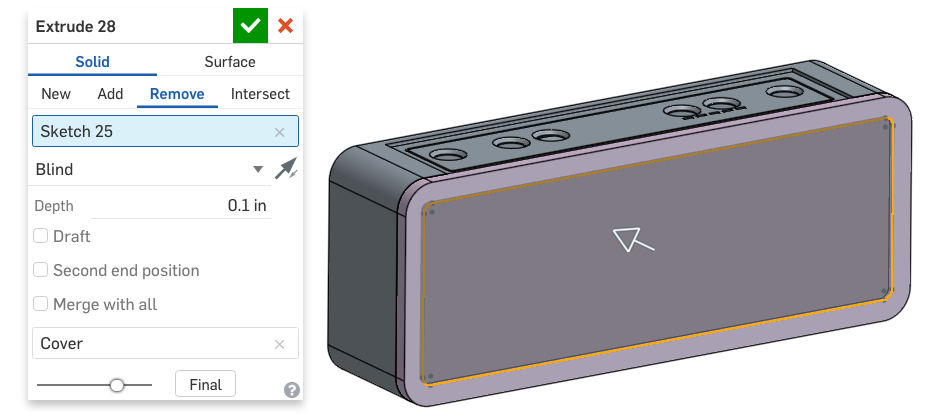 Extrude 28
Solid Surface
New Add Remove Intersect
Sketch 25
Blind
Depth 0.1 in
Draft
Second end position
Merge with all
Cover
Final